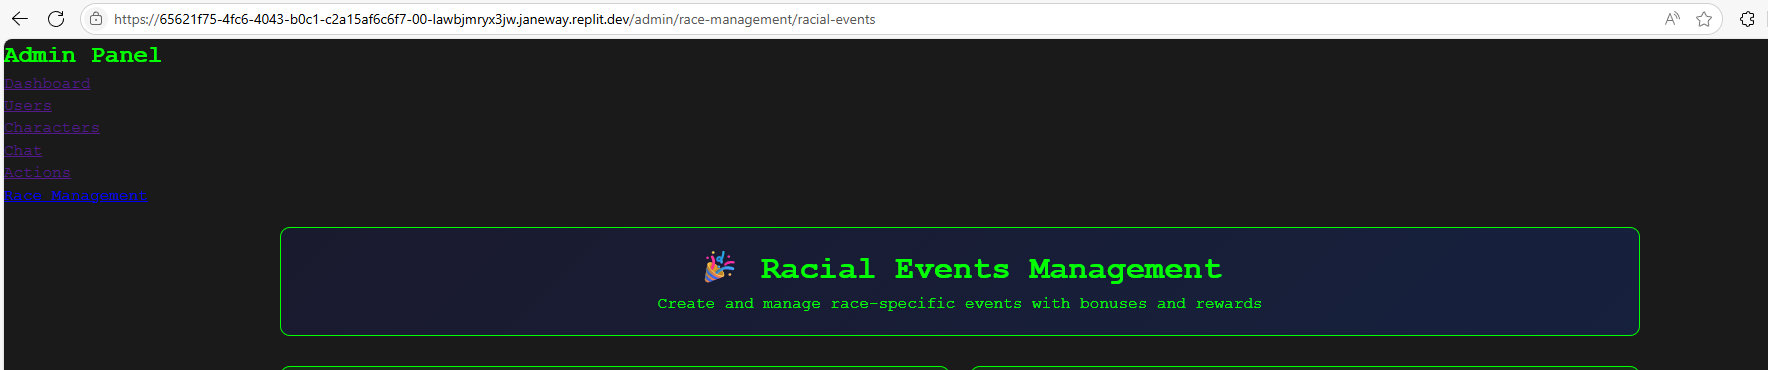 https://65621f75-4fc6-4043-b0c1-c2a15af6c6f7-00-lawbjmryx3jw.janeway.replit.dev/admin/race-management/racial-events
Admin Panel
Dashboard
Users
Characters
Chat
Actions
Race Management
Racial Events Management
Create and manage race-specific events with bonuses and rewards